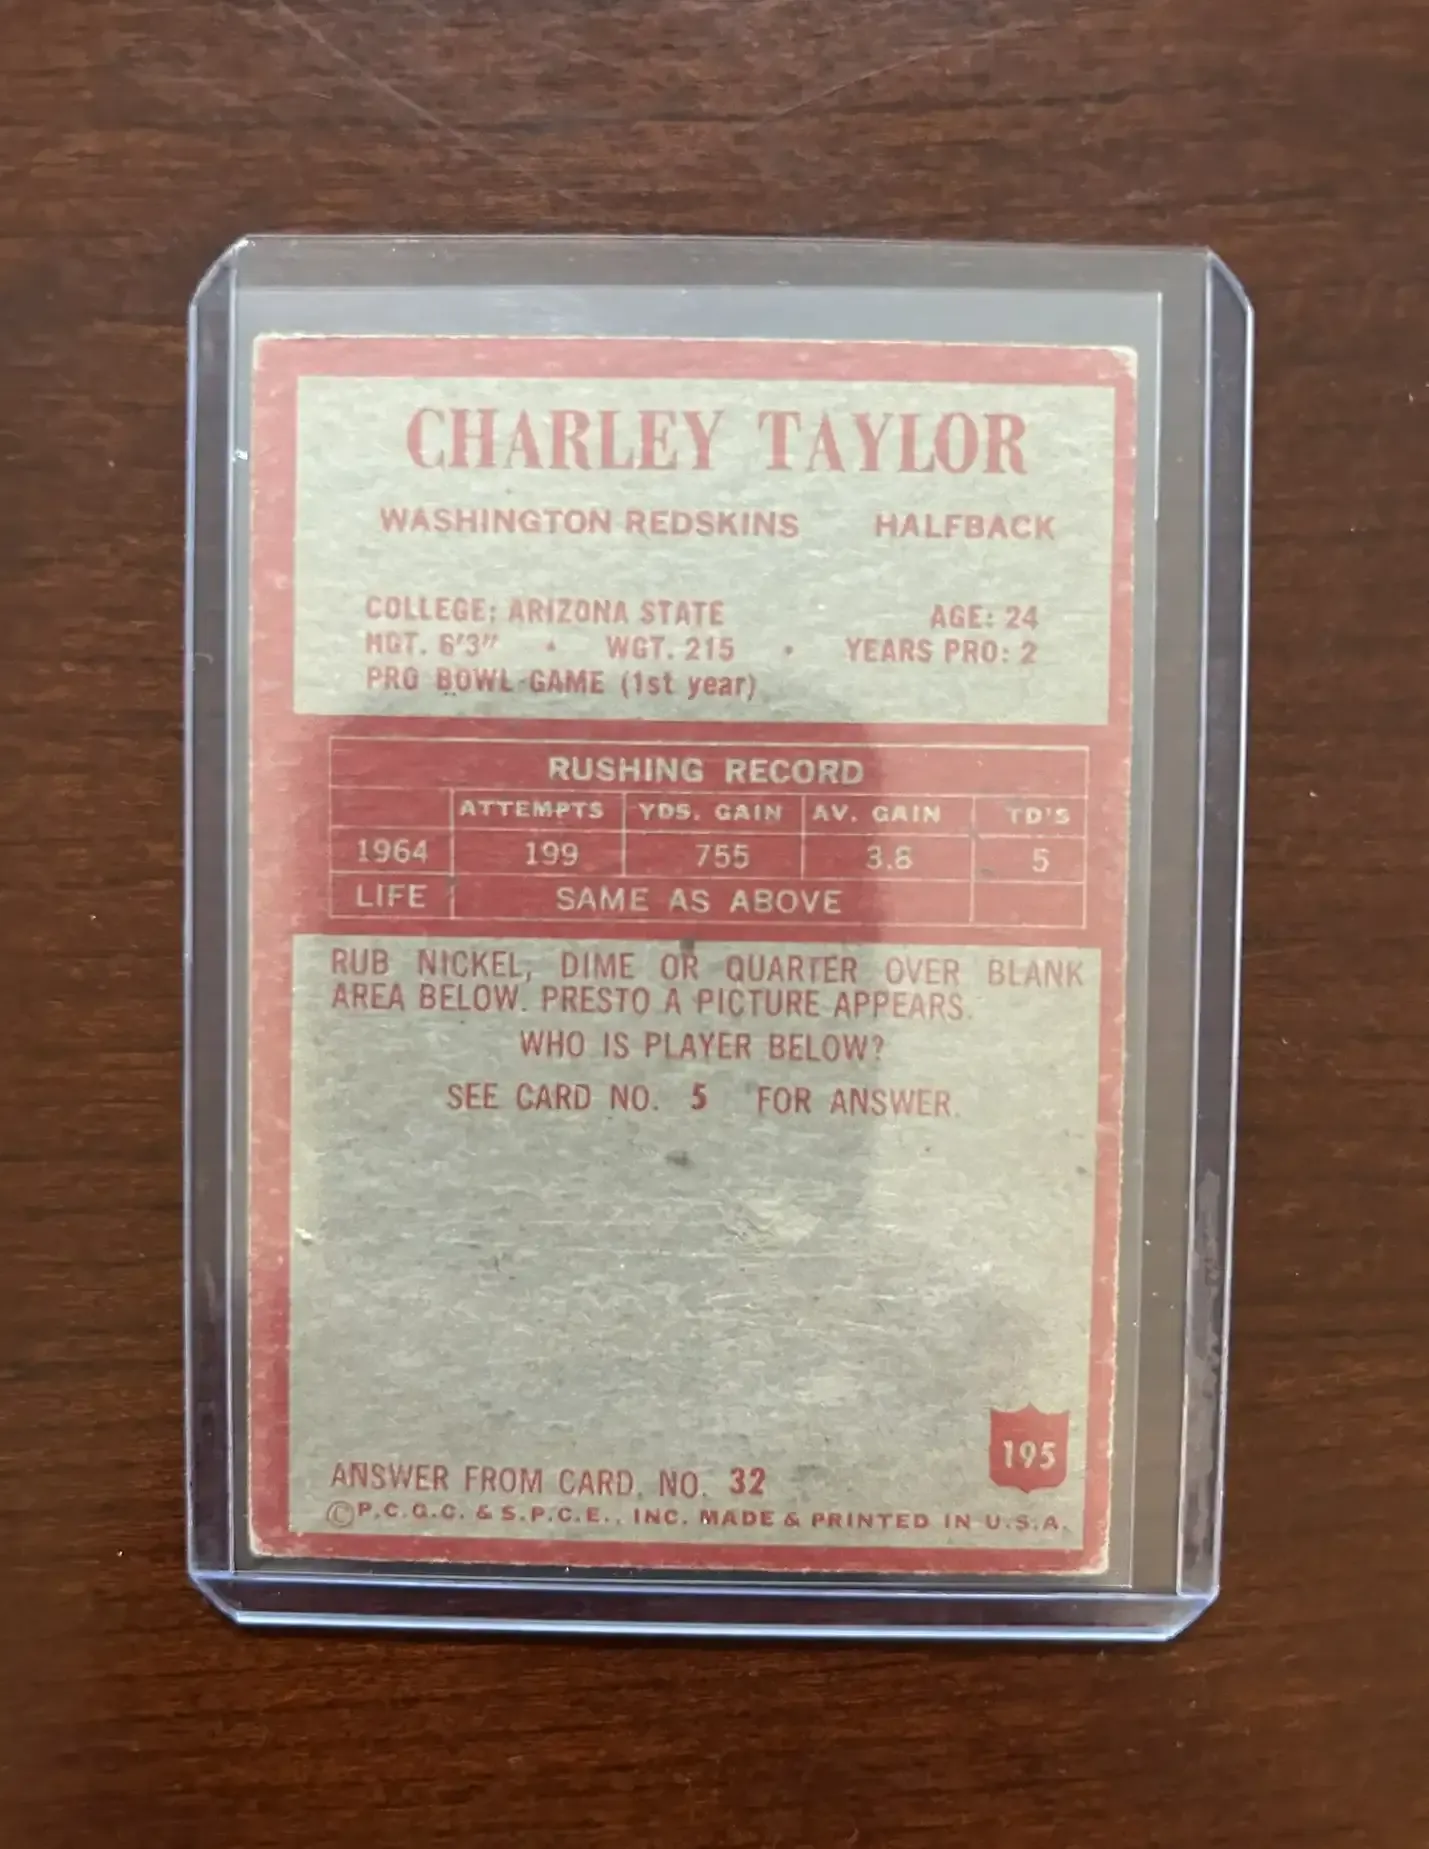 CHARLEY TAYLOR
WASHINGTON REDSKINS HALFBACK
COLLEGE: ARIZONA STATE AGE: 24
HGT. 6'3" • WGT. 215 • YEARS PRO: 2
PRO BOWL GAME (1st year)
RUSHING RECORD
ATTEMPTS YDS. GAIN AV. GAIN TD'S
1964 199 755 3.8 5
LIFE SAME AS ABOVE
RUB NICKEL, DIME OR QUARTER OVER BLANK
AREA BELOW. PRESTO A PICTURE APPEARS.
WHO IS PLAYER BELOW?
SEE CARD NO. 5 FOR ANSWER.
195
ANSWER FROM CARD NO. 32
©P.C.G.C. & S.P.C.E., INC. MADE & PRINTED IN U.S.A.